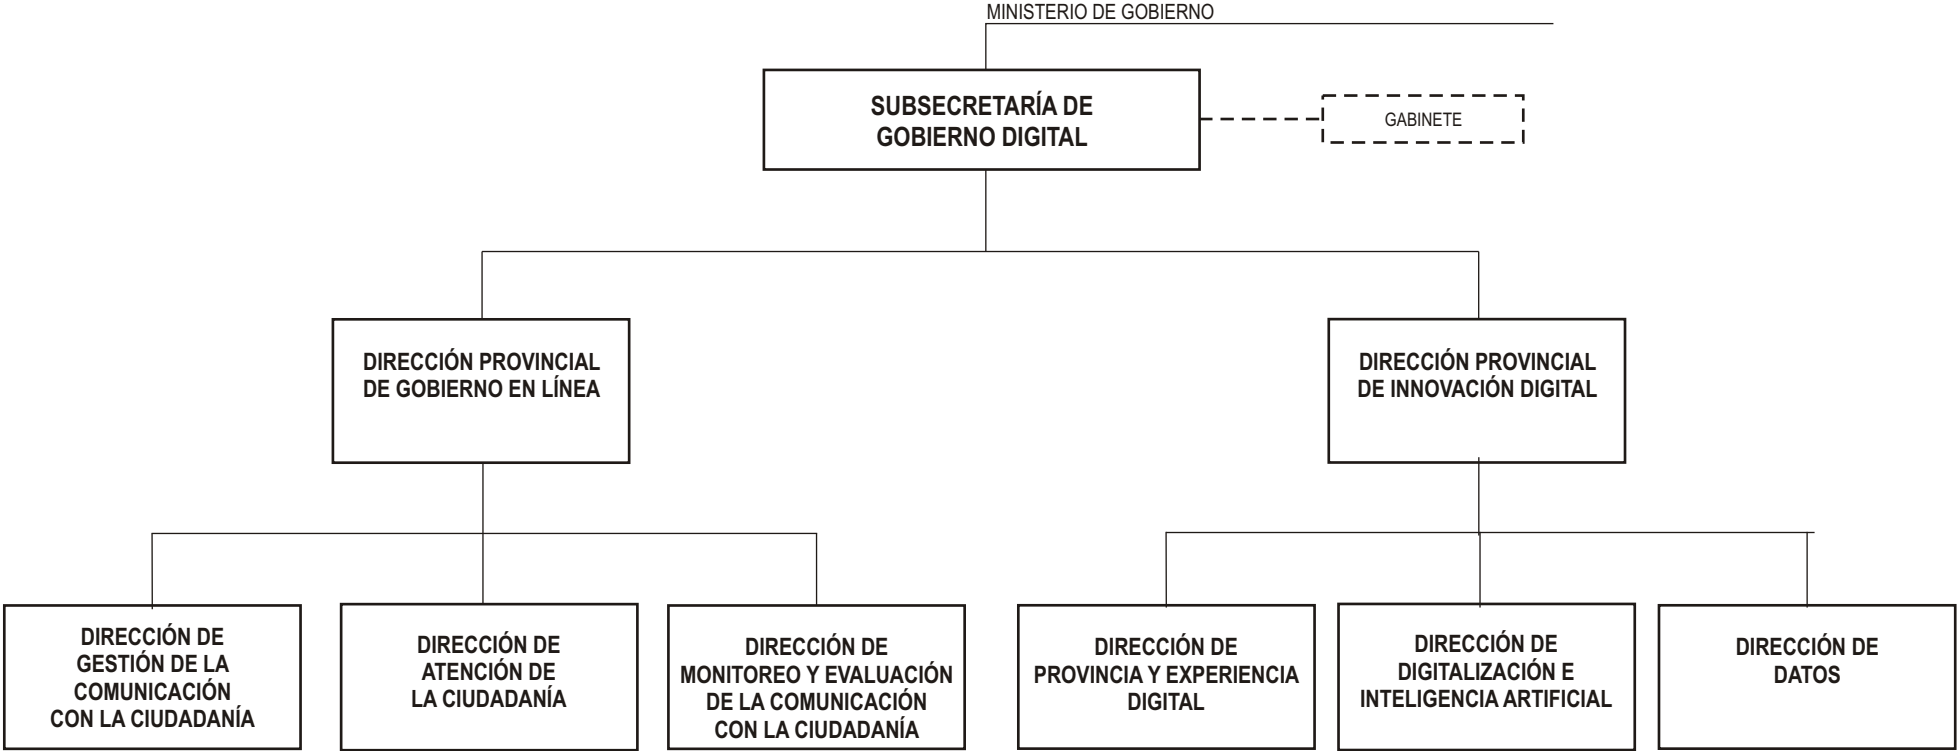 MINISTERIO DE GOBIERNO
SUBSECRETARÍA DE
GOBIERNO DIGITAL
GABINETE
DIRECCIÓN PROVINCIAL
DE GOBIERNO EN LÍNEA
DIRECCIÓN PROVINCIAL
DE INNOVACIÓN DIGITAL
DIRECCIÓN DE
GESTIÓN DE LA
COMUNICACIÓN
CON LA CIUDADANÍA
DIRECCIÓN DE
ATENCIÓN DE
LA CIUDADANÍA
DIRECCIÓN DE
MONITOREO Y EVALUACIÓN
DE LA COMUNICACIÓN
CON LA CIUDADANÍA
DIRECCIÓN DE
PROVINCIA Y EXPERIENCIA
DIGITAL
DIRECCIÓN DE
DIGITALIZACIÓN E
INTELIGENCIA ARTIFICIAL
DIRECCIÓN DE
DATOS